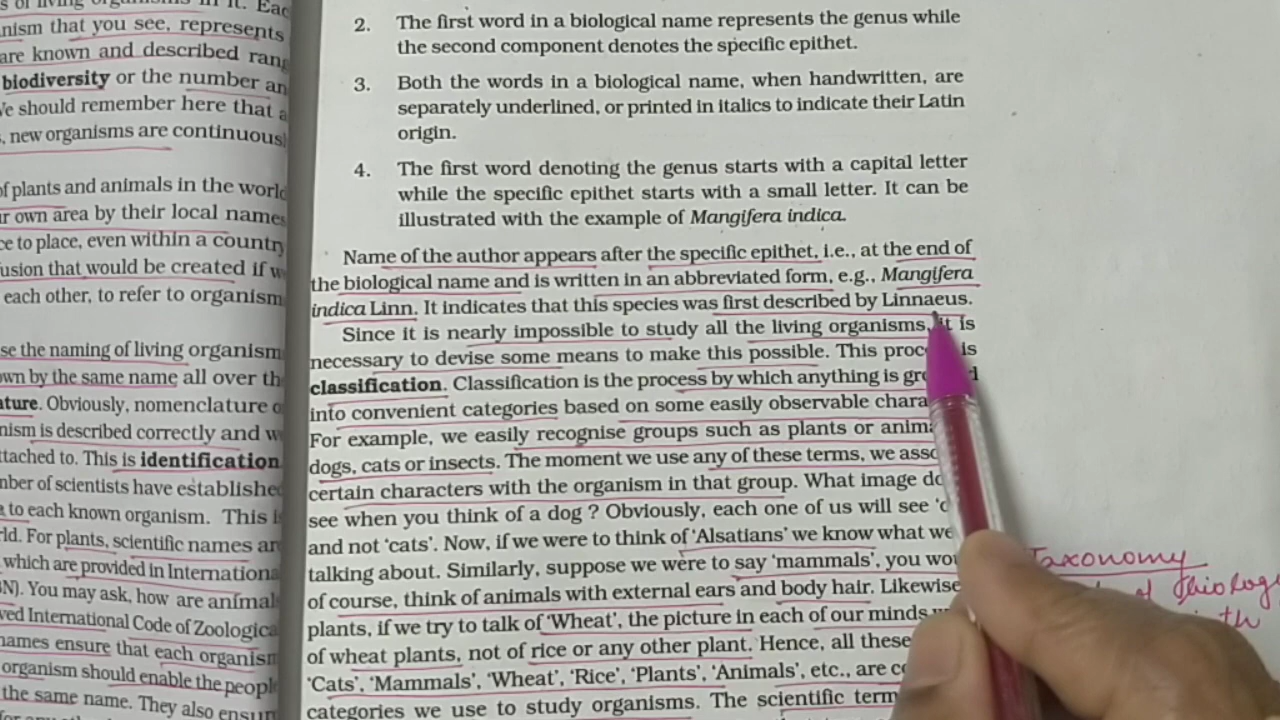 s of living organisms in it. Eac
nism that you see, represents
are known and described rang
biodiversity or the number an
We should remember here that a
, new organisms are continuous
of plants and animals in the world
ur own area by their local names
ce to place, even within a country
fusion that would be created if w
each other, to refer to organism
se the naming of living organism
own by the same name all over th
ature. Obviously, nomenclature o
nism is described correctly and w
ttached to. This is identification.
mber of scientists have established
to each known organism. This i
rld. For plants, scientific names ar
which are provided in Internationa
BN). You may ask, how are animal
ved International Code of Zoologica
names ensure that each organism
organism should enable the people
the same name. They also ensur
2. The first word in a biological name represents the genus while
the second component denotes the specific epithet.
3. Both the words in a biological name, when handwritten, are
separately underlined, or printed in italics to indicate their Latin
origin.
4. The first word denoting the genus starts with a capital letter
while the specific epithet starts with a small letter. It can be
illustrated with the example of Mangifera indica.
Name of the author appears after the specific epithet, i.e., at the end of
the biological name and is written in an abbreviated form, e.g., Mangifera
indica Linn. It indicates that this species was first described by Linnaeus.
Since it is nearly impossible to study all the living organisms, it is
necessary to devise some means to make this possible. This proc is
classification. Classification is the process by which anything is gr d
into convenient categories based on some easily observable chara
For example, we easily recognise groups such as plants or anima
dogs, cats or insects. The moment we use any of these terms, we asso
certain characters with the organism in that group. What image do
see when you think of a dog ? Obviously, each one of us will see ‘d
and not ‘cats’. Now, if we were to think of ‘Alsatians’ we know what we
talking about. Similarly, suppose we were to say ‘mammals’, you wou
of course, think of animals with external ears and body hair. Likewise
plants, if we try to talk of ‘Wheat’, the picture in each of our minds w
of wheat plants, not of rice or any other plant. Hence, all these
‘Cats’, ‘Mammals’, ‘Wheat’, ‘Rice’, ‘Plants’, ‘Animals’, etc., are co
categories we use to study organisms. The scientific term
Taxonomy
of Biolog
th